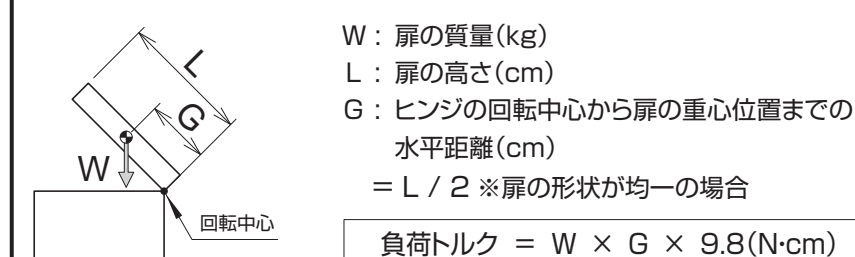 L
G
W
回転中心
W : 扉の質量(kg)
L : 扉の高さ(cm)
G : ヒンジの回転中心から扉の重心位置までの
水平距離(cm)
= L / 2 ※扉の形状が均一の場合
負荷トルク = W × G × 9.8(N・cm)